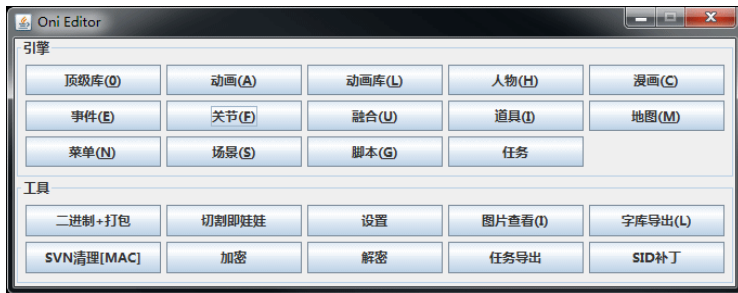 Oni Editor
引擎
顶级库(0) 动画(A) 动画库(L) 人物(H) 漫画(C)
事件(E) 关节(F) 融合(U) 道具(I) 地图(M)
菜单(N) 场景(S) 脚本(G) 任务
工具
二进制+打包 切割即娃娃 设置 图片查看(I) 字库导出(L)
SVN清理[MAC] 加密 解密 任务导出 SID补丁